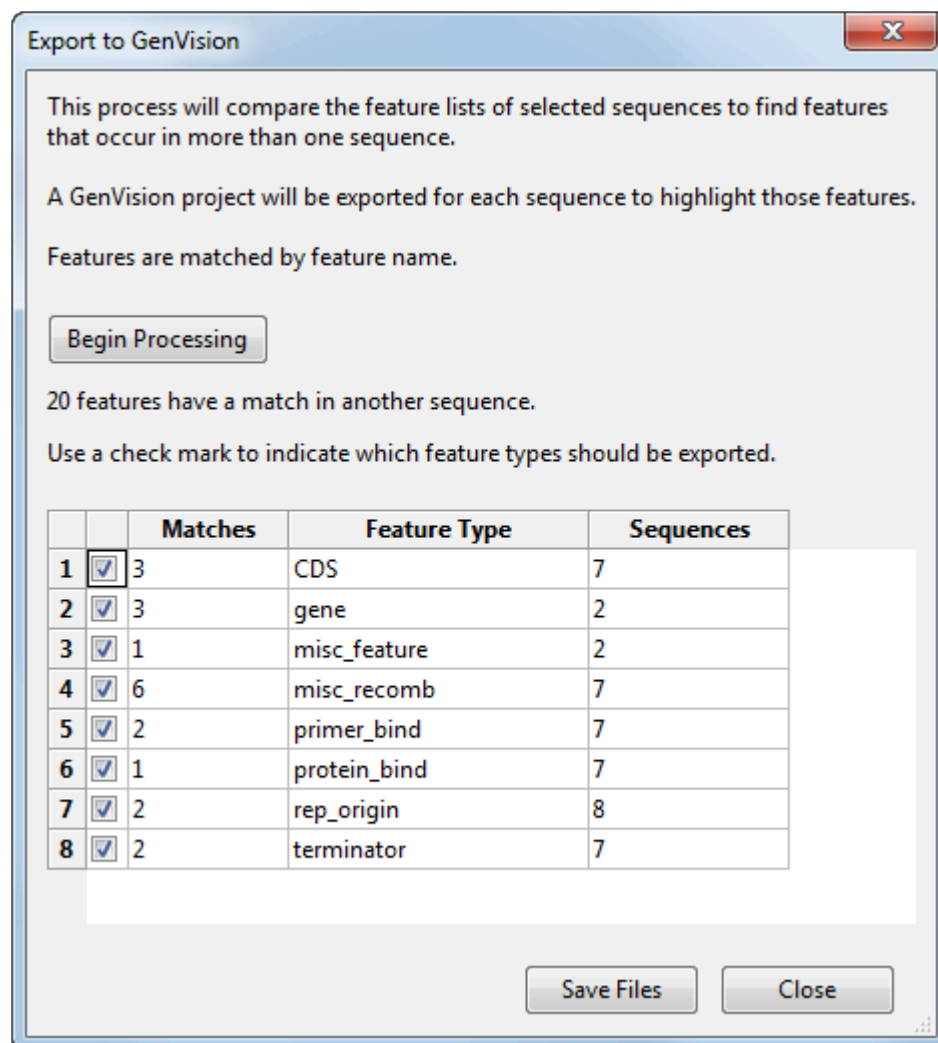 Export to GenVision
This process will compare the feature lists of selected sequences to find features
that occur in more than one sequence.
A GenVision project will be exported for each sequence to highlight those features.
Features are matched by feature name.
Begin Processing
20 features have a match in another sequence.
Use a check mark to indicate which feature types should be exported.
Matches Feature Type Sequences
1 3 CDS 7
2 3 gene 2
3 1 misc_feature 2
4 6 misc_recomb 7
5 2 primer_bind 7
6 1 protein_bind 7
7 2 rep_origin 8
8 2 terminator 7
Save Files Close